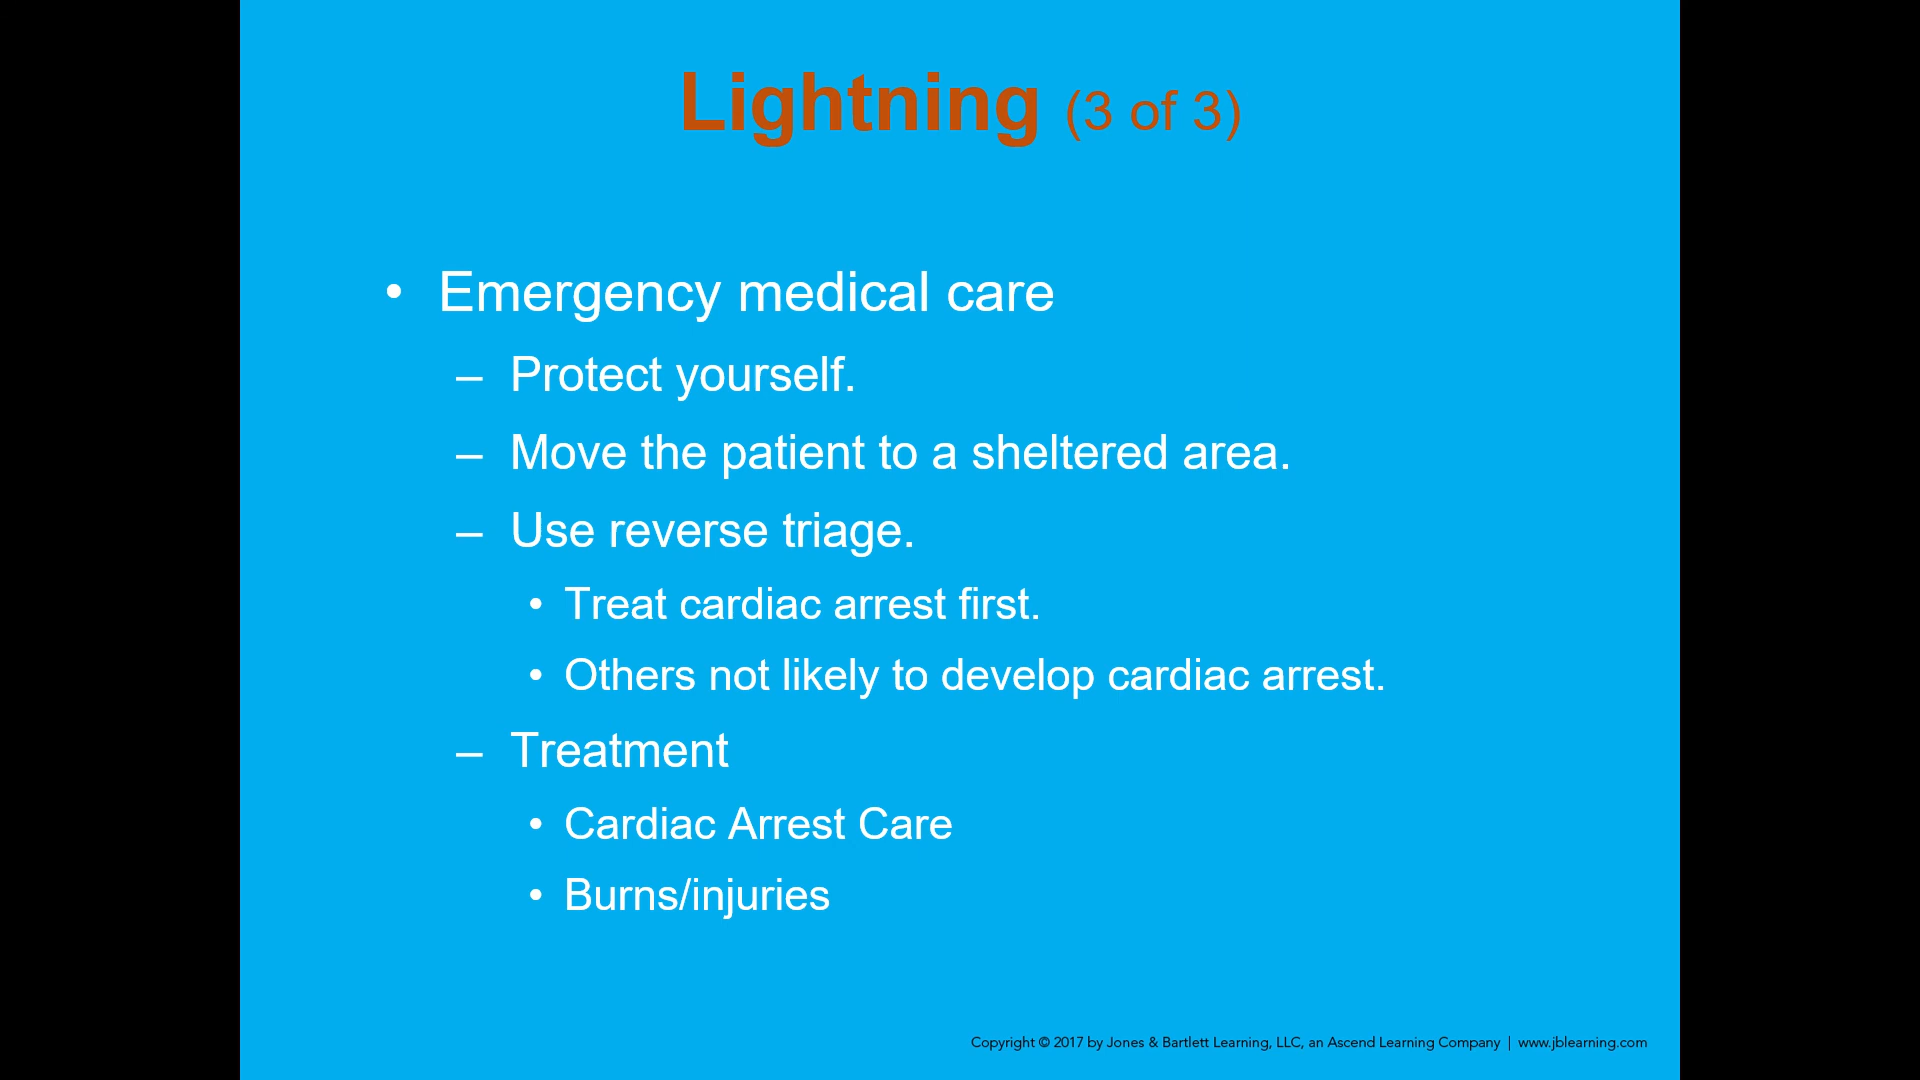 Lightning (3 of 3)
• Emergency medical care
– Protect yourself.
– Move the patient to a sheltered area.
– Use reverse triage.
• Treat cardiac arrest first.
• Others not likely to develop cardiac arrest.
– Treatment
• Cardiac Arrest Care
• Burns/injuries
Copyright © 2017 by Jones & Bartlett Learning, LLC, an Ascend Learning Company | www.jblearning.com